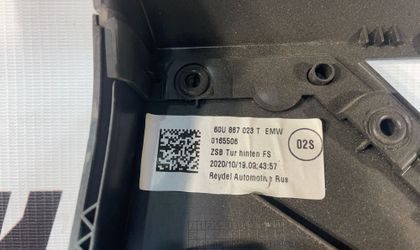 60U 867 023 T EMW
0165506
ZSB Tur hinten FS
2020/10/19.09:43:57
Reydel Automotive Rus
02S